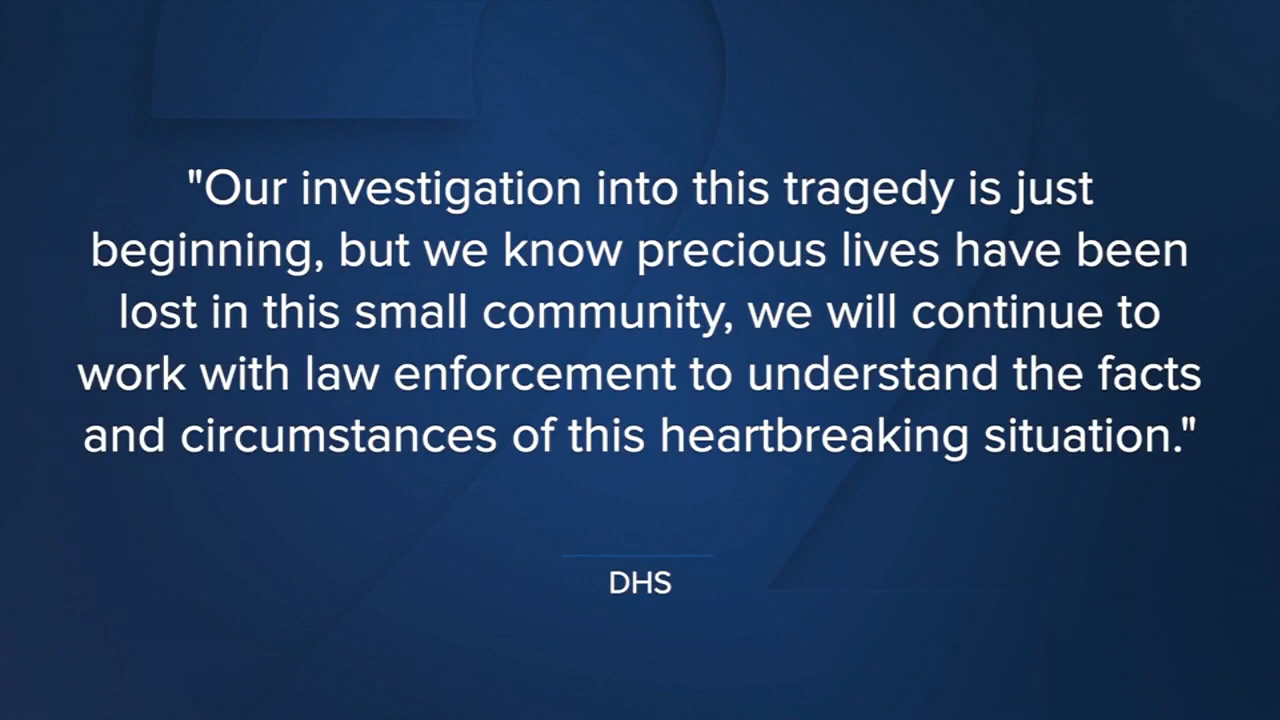 "Our investigation into this tragedy is just
beginning, but we know precious lives have been
lost in this small community, we will continue to
work with law enforcement to understand the facts
and circumstances of this heartbreaking situation."
DHS